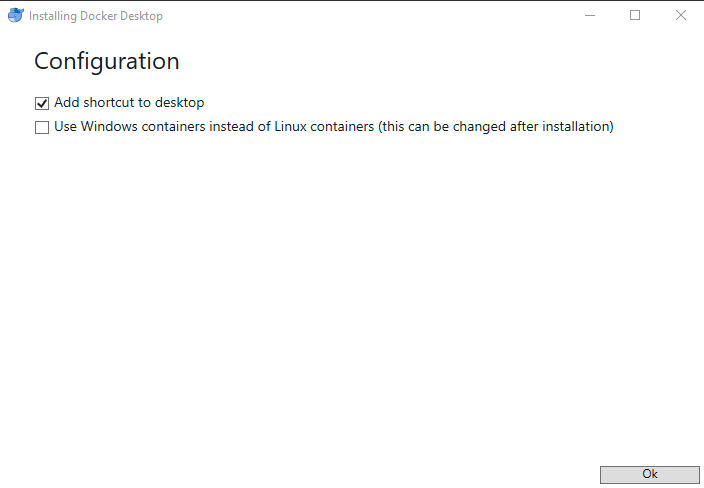 Installing Docker Desktop
Configuration
Add shortcut to desktop
Use Windows containers instead of Linux containers (this can be changed after installation)
Ok